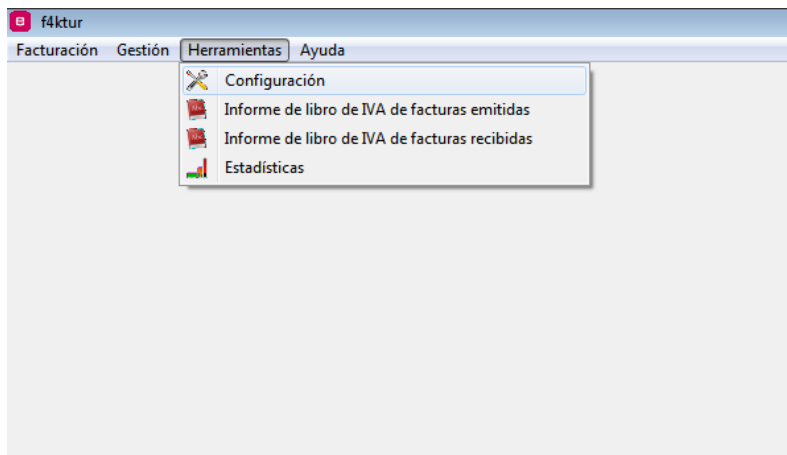 f4ktur
Facturación Gestión Herramientas Ayuda
Configuración
Informe de libro de IVA de facturas emitidas
Informe de libro de IVA de facturas recibidas
Estadísticas